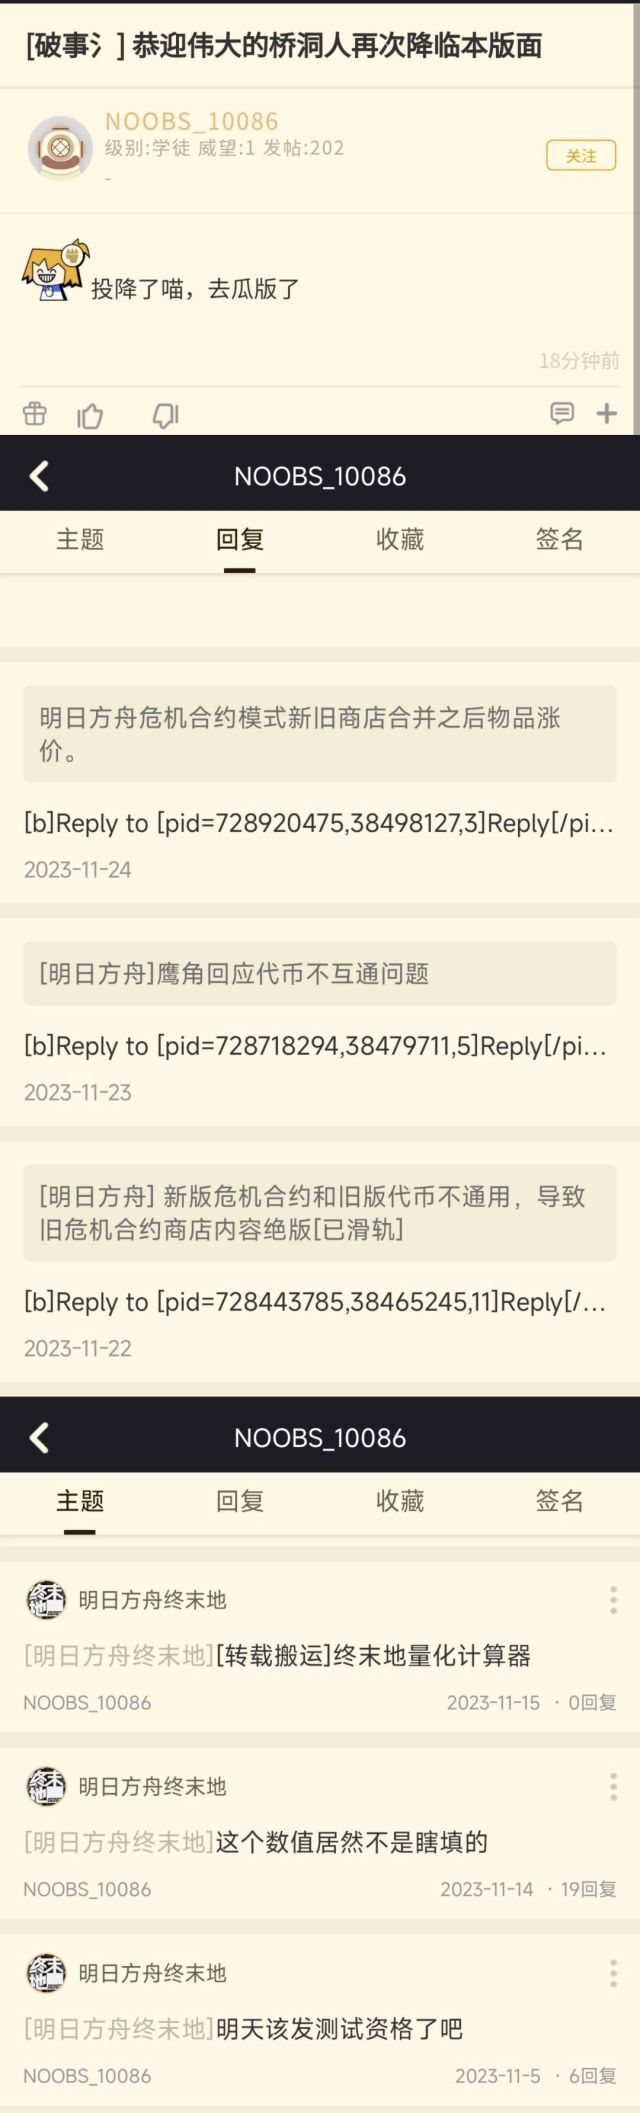 [破事氵] 恭迎伟大的桥洞人再次降临本版面
NOOBS_10086
级别:学徒 威望:1 发帖:202
-
关注
投降了喵，去瓜版了
18分钟前
NOOBS_10086
主题 回复 收藏 签名
明日方舟危机合约模式新旧商店合并之后物品涨
价。
[b]Reply to [pid=728920475,38498127,3]Reply[/pi...
2023-11-24
[明日方舟]鹰角回应代币不互通问题
[b]Reply to [pid=728718294,38479711,5]Reply[/pi...
2023-11-23
[明日方舟] 新版危机合约和旧版代币不通用，导致
旧危机合约商店内容绝版[已滑轨]
[b]Reply to [pid=728443785,38465245,11]Reply[/...
2023-11-22
NOOBS_10086
主题 回复 收藏 签名
终末地 明日方舟终末地
[明日方舟终末地][转载搬运]终末地量化计算器
NOOBS_10086 2023-11-15 · 0回复
终末地 明日方舟终末地
[明日方舟终末地]这个数值居然不是瞎填的
NOOBS_10086 2023-11-14 · 19回复
终末地 明日方舟终末地
[明日方舟终末地]明天该发测试资格了吧
NOOBS_10086 2023-11-5 · 6回复